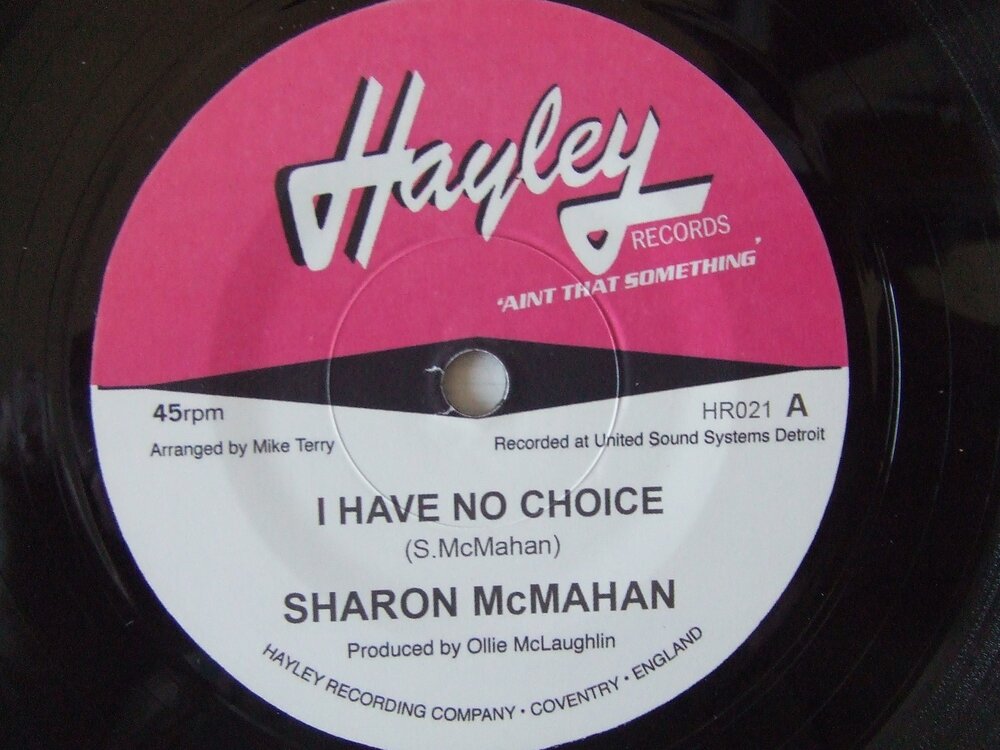 Hayley
RECORDS
'AINT THAT SOMETHING'
45rpm
HR021 A
Arranged by Mike Terry
Recorded at United Sound Systems Detroit
I HAVE NO CHOICE
(S.McMahan)
SHARON McMAHAN
Produced by Ollie McLaughlin
HAYLEY RECORDING COMPANY • COVENTRY • ENGLAND